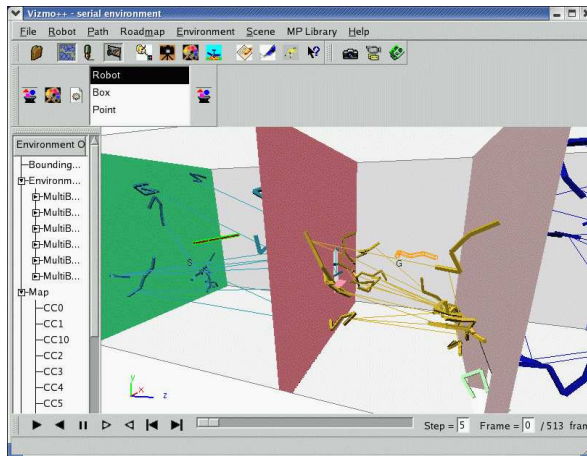 Vizmo++ - serial environment
File Robot Path Roadmap Environment Scene MP Library Help
Robot
Box
Point
Environment O
Bounding...
Environm...
MultiB...
MultiB...
MultiB...
MultiB...
MultiB...
MultiB...
Map
CC0
CC1
CC10
CC2
CC3
CC4
CC5
S
G
y
x
z
Step = 5 Frame = 0 / 513 fram